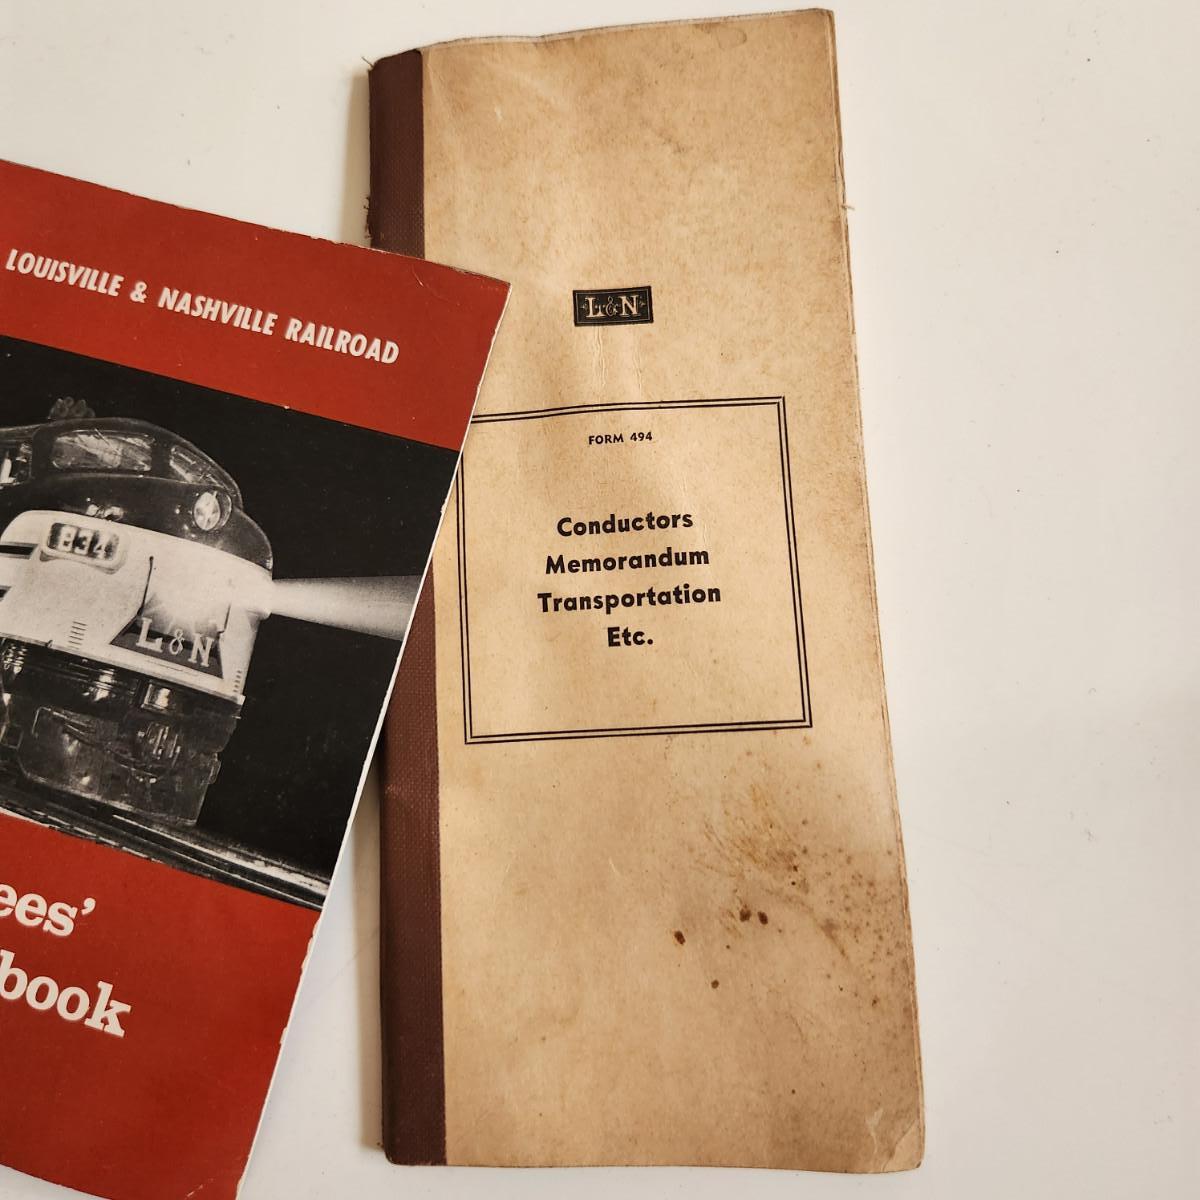 LOUISVILLE & NASHVILLE RAILROAD
834
L&N
ees'
book
L&N
FORM 494
Conductors
Memorandum
Transportation
Etc.